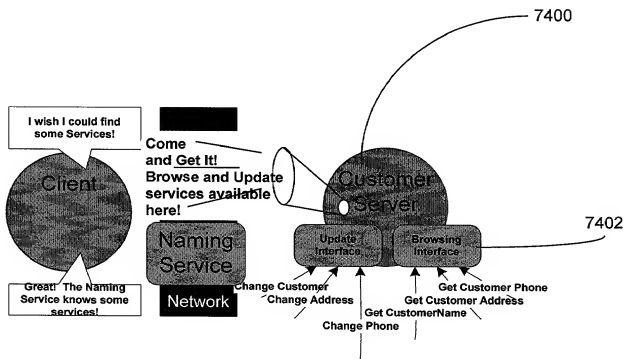 7400
I wish I could find
some Services!
Come
and Get It!
Browse and Update
services available
here!
Client
Customer
Server
7402
Naming
Service
Update
Interface
Browsing
Interface
Great! The Naming
Service knows some
services!
Network
Change Customer
Change Address
Change Phone
Get Customer Phone
Get Customer Address
Get CustomerName